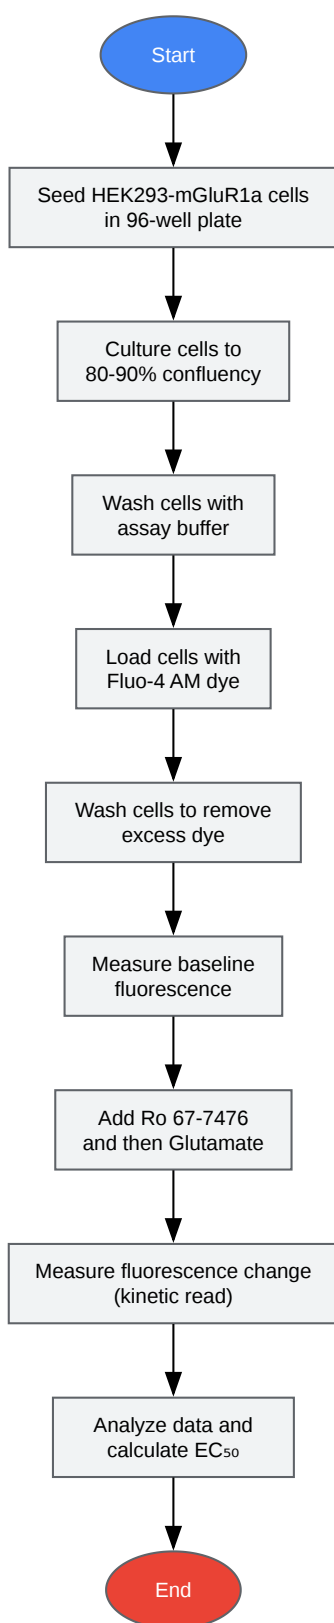 Start
Seed HEK293-mGluR1a cells
in 96-well plate
Culture cells to
80-90% confluency
Wash cells with
assay buffer
Load cells with
Fluo-4 AM dye
Wash cells to remove
excess dye
Measure baseline
fluorescence
Add Ro 67-7476
and then Glutamate
Measure fluorescence change
(kinetic read)
Analyze data and
calculate EC₅₀
End